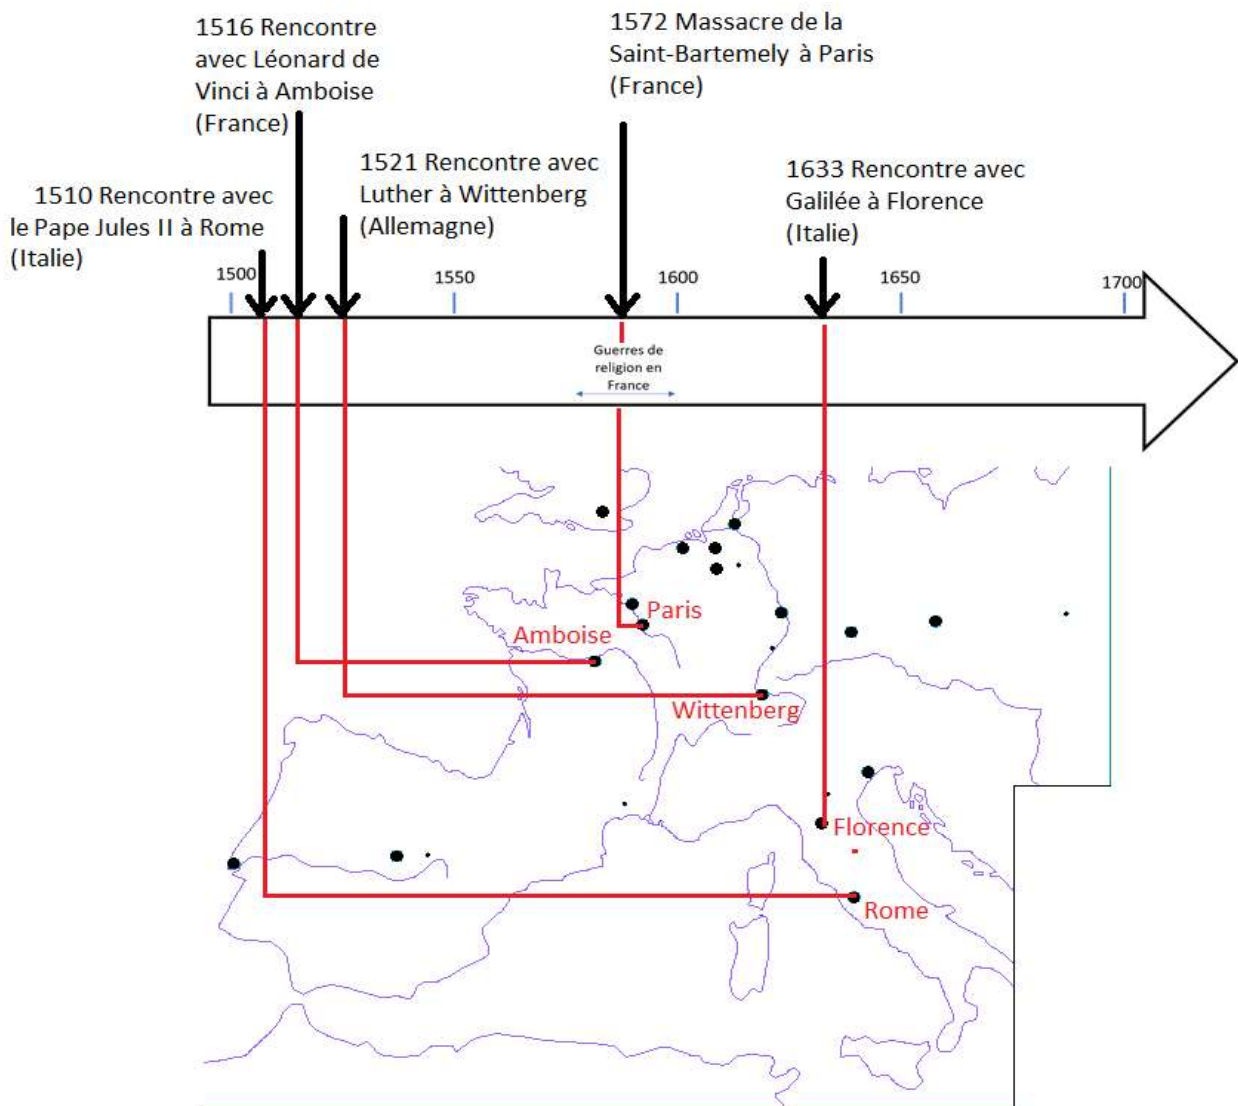 1516 Rencontre
avec Léonard de
Vinci à Amboise
(France)
1572 Massacre de la
Saint-Bartemely à Paris
(France)
1510 Rencontre avec
le Pape Jules II à Rome
(Italie)
1521 Rencontre avec
Luther à Wittenberg
(Allemagne)
1633 Rencontre avec
Galilée à Florence
(Italie)
1500
1550
1600
1650
1700
Guerres de
religion en
France
Paris
Amboise
Wittenberg
Florence
Rome